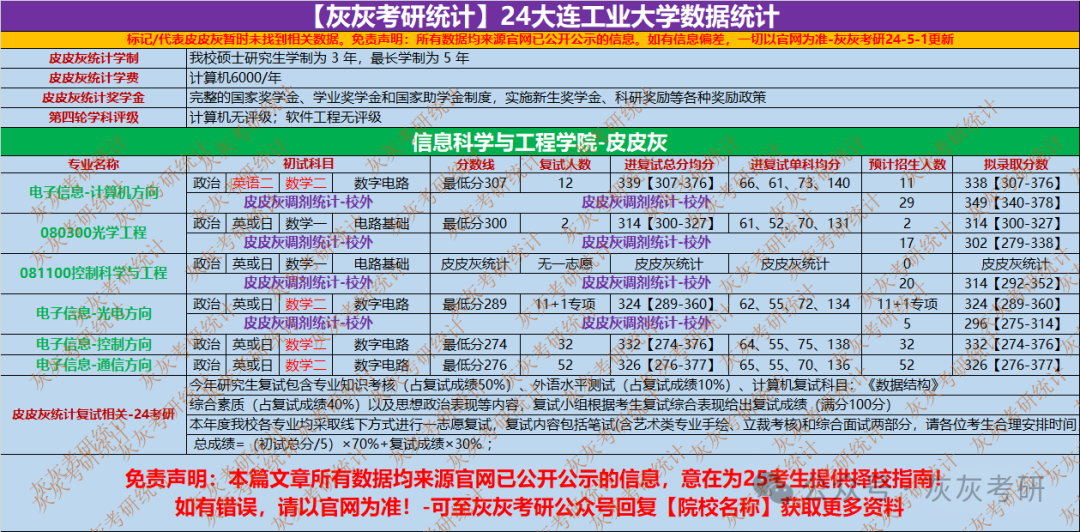 【灰灰考研统计】24大连工业大学数据统计
标记/代表皮皮灰暂时未找到相关数据。免责声明：所有数据均来源官网已公开公示的信息。如有信息偏差，一切以官网为准-灰灰考研24-5-1更新
皮皮灰统计学制 我校硕士研究生学制为 3 年，最长学制为 5 年
皮皮灰统计学费 计算机6000/年
皮皮灰统计奖学金 完整的国家奖学金、学业奖学金和国家助学金制度，实施新生奖学金、科研奖励等各种奖励政策
第四轮学科评级 计算机无评级；软件工程无评级
信息科学与工程学院-皮皮灰
专业名称 初试科目 分数线 复试人数 进复试总分均分 进复试单科均分 预计招生人数 拟录取分数
电子信息-计算机方向 政治 英语二 数学二 数字电路 最低分307 12 339【307-376】 66、61、73、140 11 338【307-376】
皮皮灰调剂统计-校外 皮皮灰调剂统计-校外 29 349【340-378】
080300光学工程 政治 英或日 数学一 电路基础 最低分300 2 314【300-327】 61、52、70、131 2 314【300-327】
皮皮灰调剂统计-校外 皮皮灰调剂统计-校外 17 302【279-338】
081100控制科学与工程 政治 英或日 数学一 电路基础 皮皮灰统计 无一志愿 皮皮灰统计 皮皮灰统计 0 皮皮灰统计
皮皮灰调剂统计-校外 皮皮灰调剂统计-校外 20 314【292-352】
电子信息-光电方向 政治 英或日 数学二 数字电路 最低分289 11+1专项 324【289-360】 62、55、72、134 11+1专项 324【289-360】
皮皮灰调剂统计-校外 皮皮灰调剂统计-校外 5 296【275-314】
电子信息-控制方向 政治 英或日 数学二 数字电路 最低分274 32 332【274-376】 64、55、75、138 32 332【274-376】
电子信息-通信方向 政治 英或日 数学二 数字电路 最低分276 52 326【276-377】 65、55、70、136 52 326【276-377】
皮皮灰统计复试相关-24考研
今年研究生复试包含专业知识考核（占复试成绩50%）、外语水平测试（占复试成绩10%）、计算机复试科目：《数据结构》
综合素质（占复试成绩40%）以及思想政治表现等内容，复试小组根据考生复试综合表现给出复试成绩（满分100分）
本年度我校各专业均采取线下方式进行一志愿复试，复试内容包括笔试(含艺术类专业手绘、立裁考核)和综合面试两部分，请各位考生合理安排时间
总成绩=（初试总分/5）×70%+复试成绩×30%；
免责声明：本篇文章所有数据均来源官网已公开公示的信息，意在为25考生提供择校指南！
如有错误，请以官网为准！-可至灰灰考研公众号回复【院校名称】获取更多资料
公众号·灰灰考研
灰灰考研统计